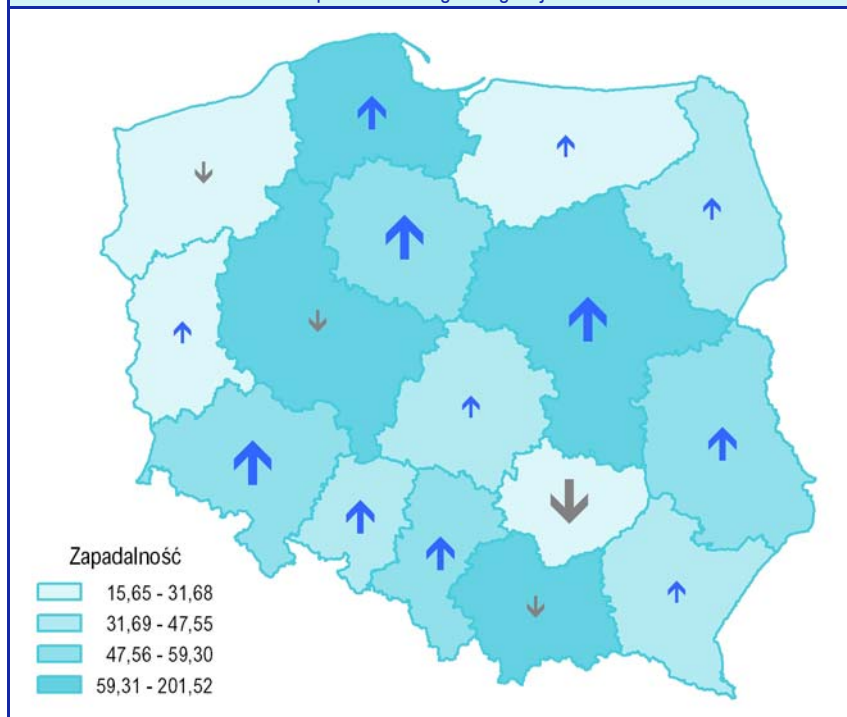 Zapadalność
15,65 - 31,68
31,69 - 47,55
47,56 - 59,30
59,31 - 201,52